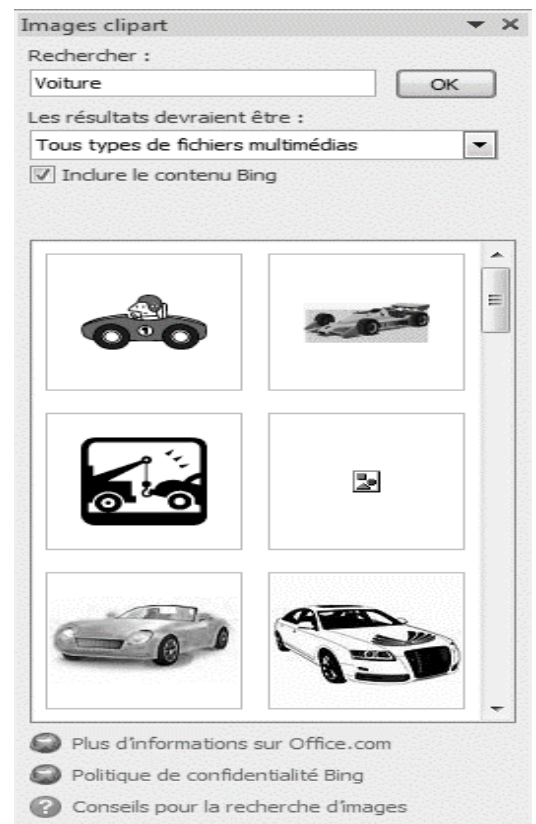 Images clipart
Rechercher :
Voiture
OK
Les résultats devraient être :
Tous types de fichiers multimédias
Inclure le contenu Bing
1
Plus d'informations sur Office.com
Politique de confidentialité Bing
Conseils pour la recherche d'images